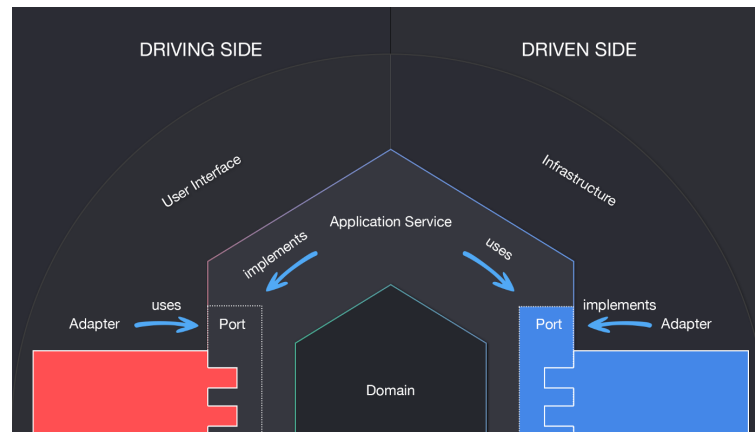 DRIVING SIDE
DRIVEN SIDE
User Interface
Infrastructure
Application Service
implements
uses
uses
implements
Adapter
Port
Port
Adapter
Domain